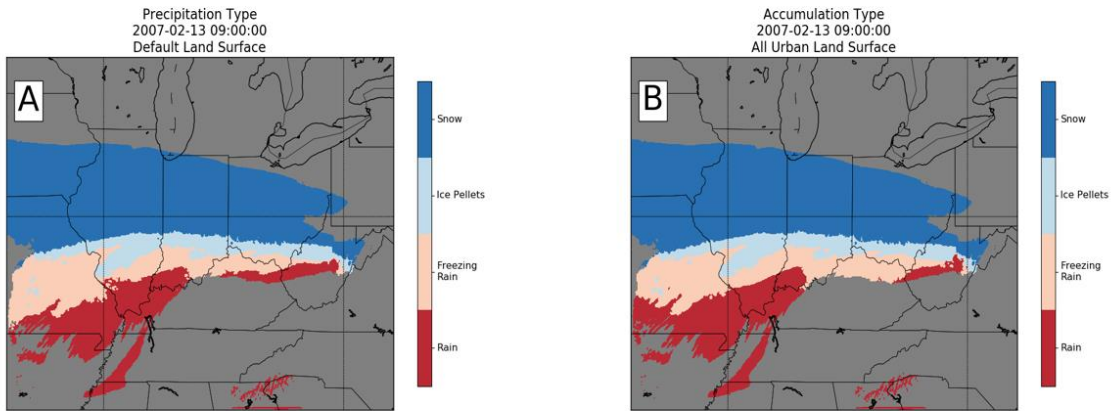 Precipitation Type
2007-02-13 09:00:00
Default Land Surface
A
Snow
Ice Pellets
Freezing
Rain
Rain
Accumulation Type
2007-02-13 09:00:00
All Urban Land Surface
B
Snow
Ice Pellets
Freezing
Rain
Rain